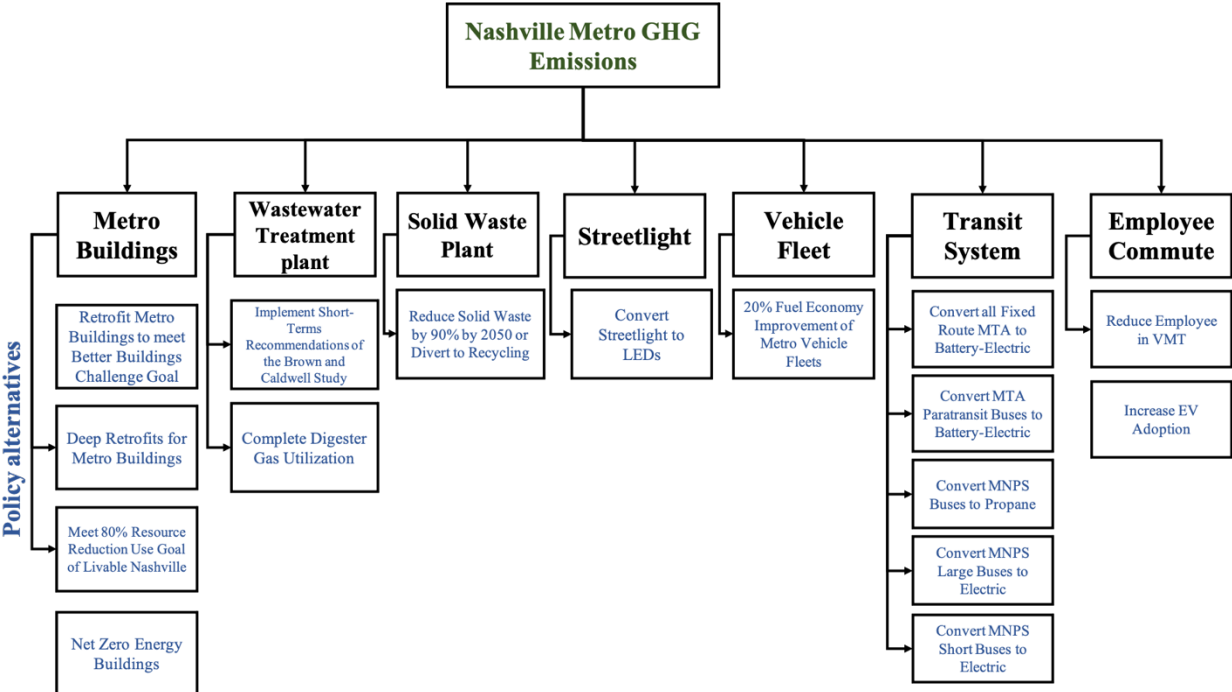 Nashville Metro GHG
Emissions
Metro
Buildings
Wastewater
Treatment
plant
Solid Waste
Plant
Streetlight
Vehicle
Fleet
Transit
System
Employee
Commute
Policy alternatives
Retrofit Metro
Buildings to meet
Better Buildings
Challenge Goal
Deep Retrofits for
Metro Buildings
Meet 80% Resource
Reduction Use Goal
of Livable Nashville
Net Zero Energy
Buildings
Implement Short-
Terms
Recommendations of
the Brown and
Caldwell Study
Complete Digester
Gas Utilization
Reduce Solid Waste
by 90% by 2050 or
Divert to Recycling
Convert
Streetlight to
LEDs
20% Fuel Economy
Improvement of
Metro Vehicle
Fleets
Convert all Fixed
Route MTA to
Battery-Electric
Convert MTA
Paratransit Buses to
Battery-Electric
Convert MNPS
Buses to Propane
Convert MNPS
Large Buses to
Electric
Convert MNPS
Short Buses to
Electric
Reduce Employee
in VMT
Increase EV
Adoption